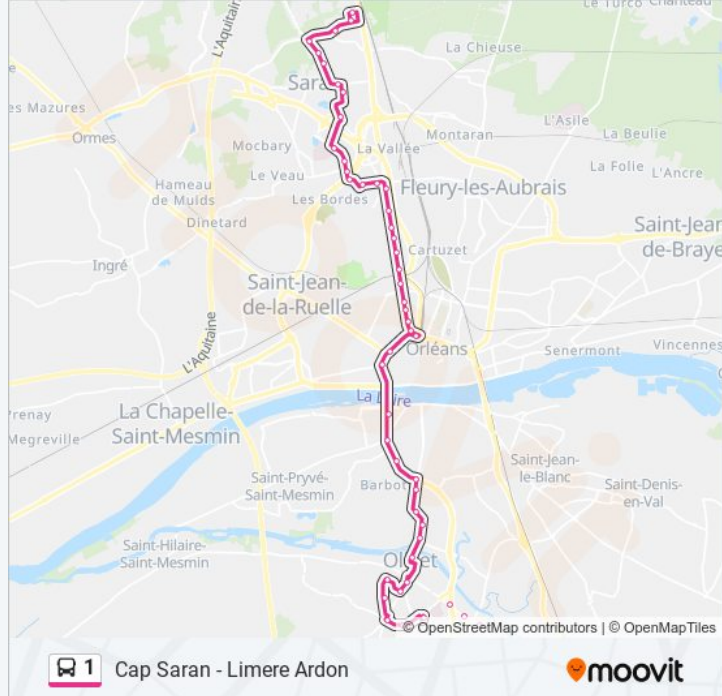 Le Turco
Chanteau
L'Aquitaine
La Chieuse
Sara
es Mazures
Ormes
L'Asile
Mocbary
La Vallée
Montaran
La Beulie
Le Veau
La Folie
L'Ancre
Hameau
de Muids
Les Bordes
Fleury-les-Aubrais
Dinetard
Saint-Jean-
de-Braye
Cartuzet
Ingré
Saint-Jean-
de-la-Ruelle
L'Aquitaine
Orléans
Senermont
Vincennes
La Loire
Prenay
Megreville
La Chapelle-
Saint-Mesmin
Saint-Jean-
le-Blanc
Saint-Pryvé-
Saint-Mesmin
Barbot
Saint-Denis-
en-Val
Saint-Hilaire-
Saint-Mesmin
Olivet
© OpenStreetMap contributors | © OpenMapTiles
1 Cap Saran - Limere Ardon
moovit